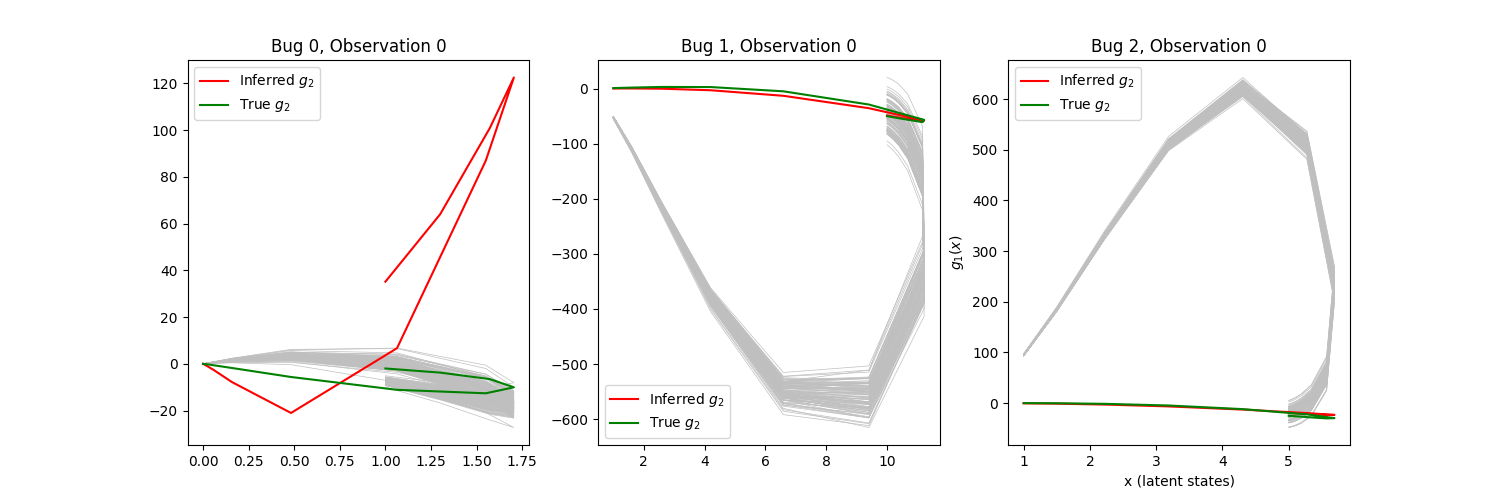 Bug 0, Observation 0
Inferred g₂
True g₂
120
100
80
60
40
20
0
−20
0.00 0.25 0.50 0.75 1.00 1.25 1.50 1.75
Bug 1, Observation 0
0
−100
−200
−300
−400
−500
−600
Inferred g₂
True g₂
2 4 6 8 10
Bug 2, Observation 0
Inferred g₂
True g₂
g₁(x)
600
500
400
300
200
100
0
1 2 3 4 5
x (latent states)